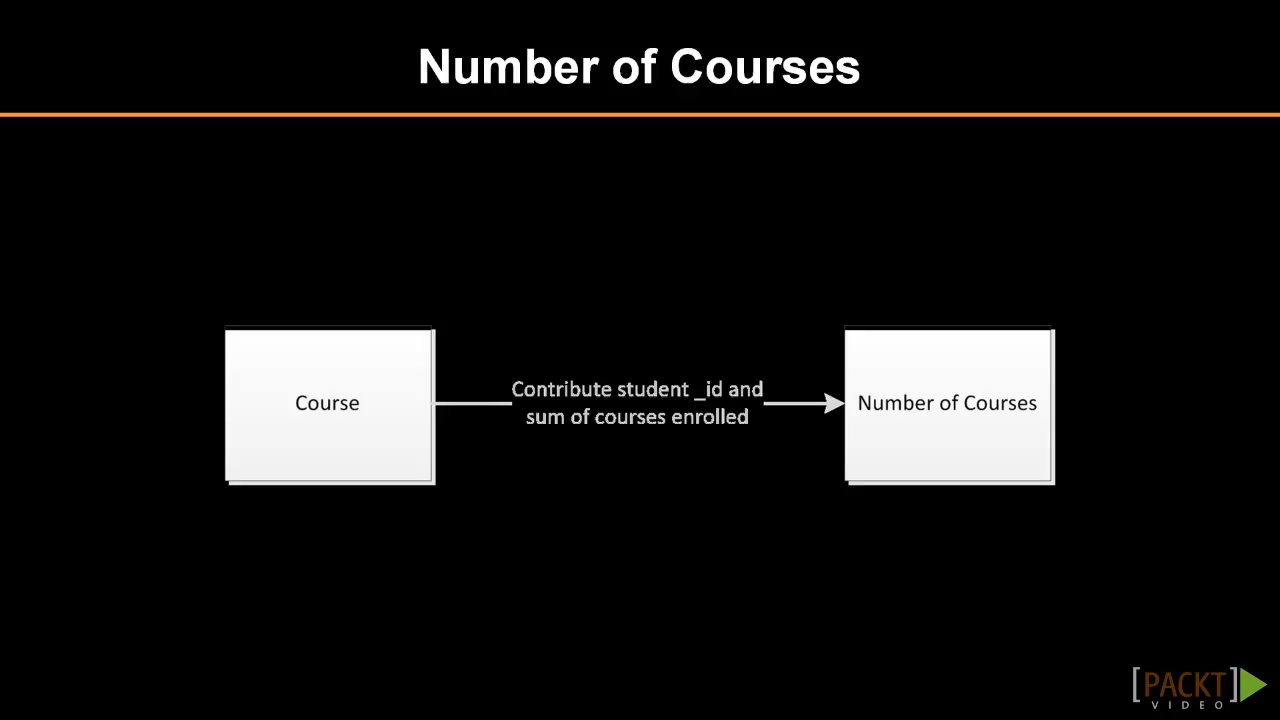 Number of Courses
Course
Contribute student _id and
sum of courses enrolled
Number of Courses
[PACKT]
VIDEO